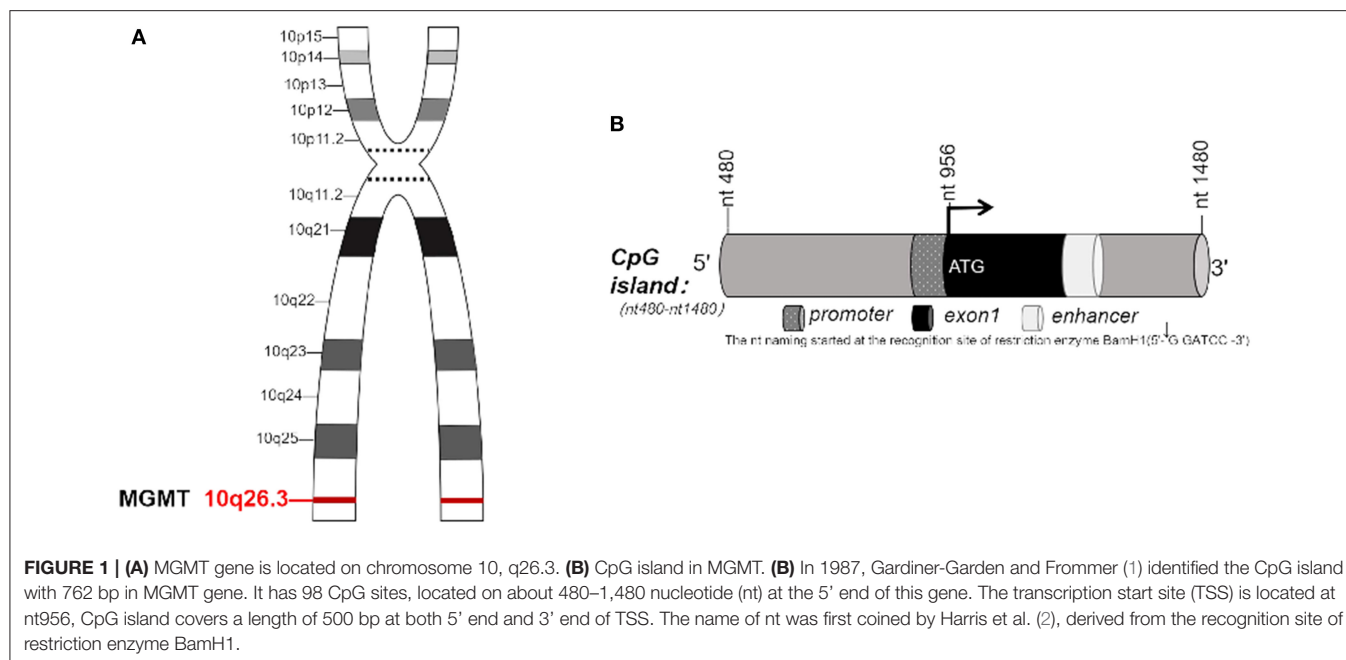 A
10p15
10p14
10p13
10p12
10p11.2
10q11.2
10q21
10q22
10q23
10q24
10q25
MGMT 10q26.3
B
nt 480
nt 956
nt 1480
CpG island:
(nt480-nt1480)
5'
ATG
3'
promoter exon1 enhancer
The nt naming started at the recognition site of restriction enzyme BamH1(5'-↓G GATCC -3')
FIGURE 1 | (A) MGMT gene is located on chromosome 10, q26.3. (B) CpG island in MGMT. (B) In 1987, Gardiner-Garden and Frommer (1) identified the CpG island
with 762 bp in MGMT gene. It has 98 CpG sites, located on about 480–1,480 nucleotide (nt) at the 5' end of this gene. The transcription start site (TSS) is located at
nt956, CpG island covers a length of 500 bp at both 5' end and 3' end of TSS. The name of nt was first coined by Harris et al. (2), derived from the recognition site of
restriction enzyme BamH1.